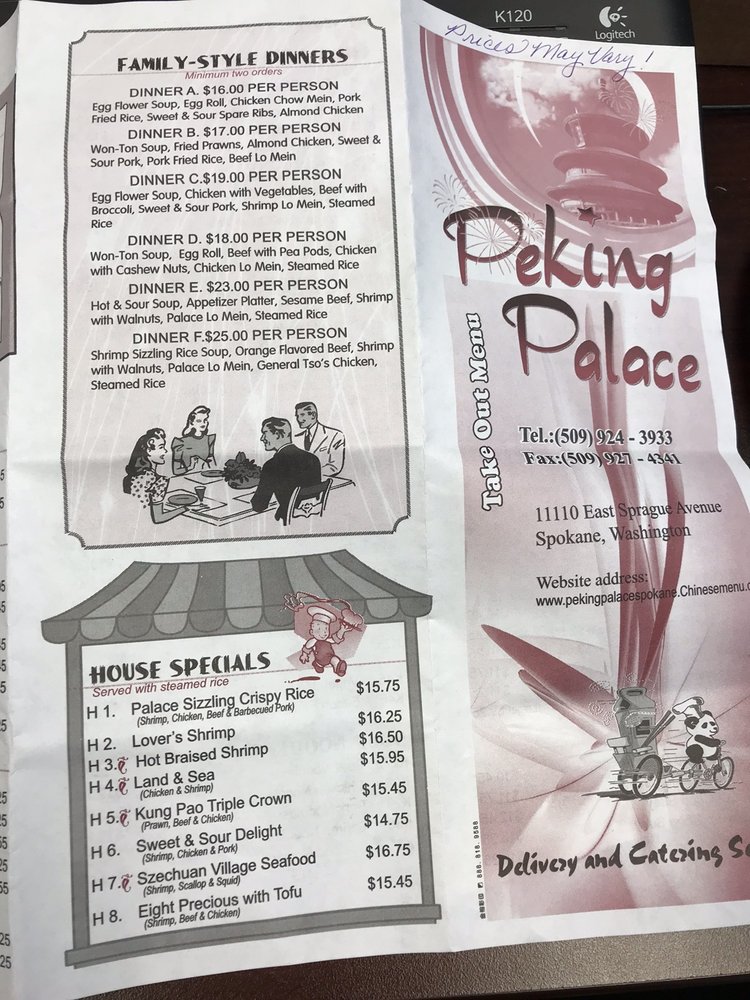 K120
Logitech
FAMILY-STYLE DINNERS
Minimum two orders
DINNER A. $16.00 PER PERSON
Egg Flower Soup, Egg Roll, Chicken Chow Mein, Pork
Fried Rice, Sweet & Sour Spare Ribs, Almond Chicken
DINNER B. $17.00 PER PERSON
Won-Ton Soup, Fried Prawns, Almond Chicken, Sweet &
Sour Pork, Pork Fried Rice, Beef Lo Mein
DINNER C.$19.00 PER PERSON
Egg Flower Soup, Chicken with Vegetables, Beef with
Broccoli, Sweet & Sour Pork, Shrimp Lo Mein, Steamed
Rice
DINNER D. $18.00 PER PERSON
Won-Ton Soup, Egg Roll, Beef with Pea Pods, Chicken
with Cashew Nuts, Chicken Lo Mein, Steamed Rice
DINNER E. $23.00 PER PERSON
Hot & Sour Soup, Appetizer Platter, Sesame Beef, Shrimp
with Walnuts, Palace Lo Mein, Steamed Rice
DINNER F.$25.00 PER PERSON
Shrimp Sizzling Rice Soup, Orange Flavored Beef, Shrimp
with Walnuts, Palace Lo Mein, General Tso's Chicken,
Steamed Rice
HOUSE SPECIALS
Served with steamed rice
H 1. Palace Sizzling Crispy Rice $15.75
(Shrimp, Chicken, Beef & Barbecued Pork)
H 2. Lover's Shrimp $16.25
H 3. Hot Braised Shrimp $16.50
H 4. Land & Sea $15.95
(Chicken & Shrimp)
H 5. Kung Pao Triple Crown $15.45
(Prawn, Beef & Chicken)
H 6. Sweet & Sour Delight $14.75
(Shrimp, Chicken & Pork)
H 7. Szechuan Village Seafood $16.75
(Shrimp, Scallop & Squid)
H 8. Eight Precious with Tofu $15.45
(Shrimp, Beef & Chicken)
Prices May Vary!
Peking
Palace
Take Out Menu
Tel.:(509) 924 - 3933
Fax:(509) 927 - 4341
11110 East Sprague Avenue
Spokane, Washington
Website address:
www.pekingpalacespokane.Chinesemenu.
Delivery and Catering Se
888. 818. 9588